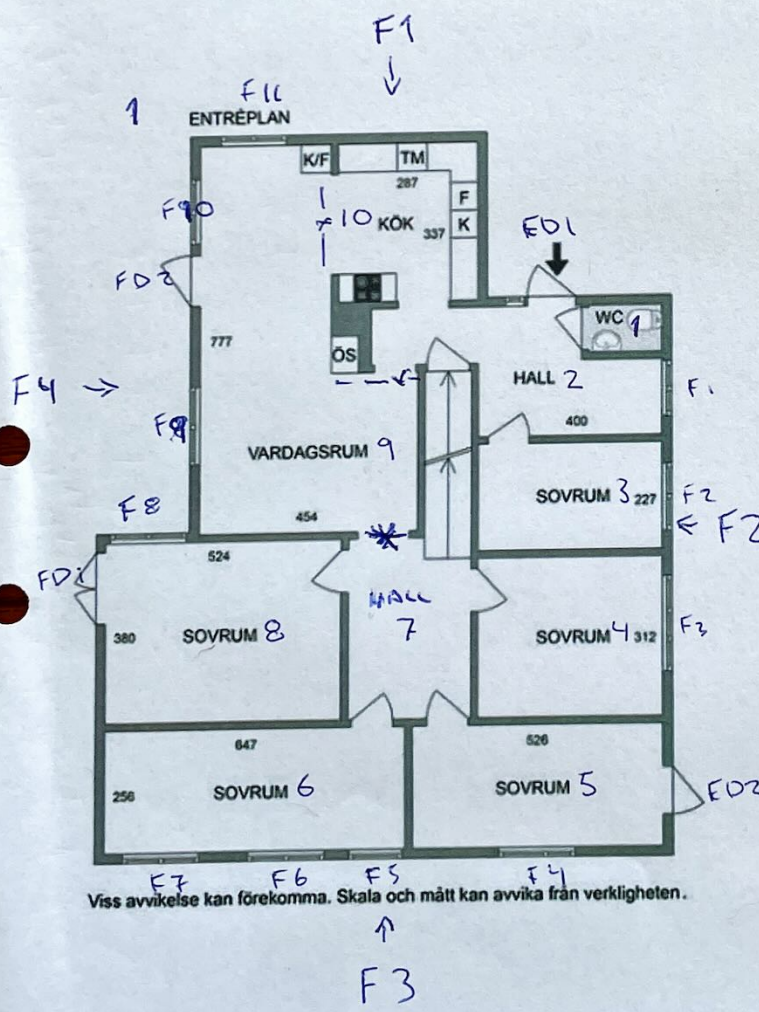 F1
F11
1
ENTRÉPLAN
K/F
TM
287
F
F10
10 KÖK
K
337
ED1
FD2
WC 1
777
ÖS
F4
HALL 2
F1
400
F9
VARDAGSRUM 9
SOVRUM 3 227
F2
F8
454
F2
524
FD1
HALL
7
380
SOVRUM 8
SOVRUM 4 312
F3
647
526
256
SOVRUM 6
SOVRUM 5
ED2
F7
F6
F5
F4
Viss avvikelse kan förekomma. Skala och mått kan avvika från verkligheten.
F3